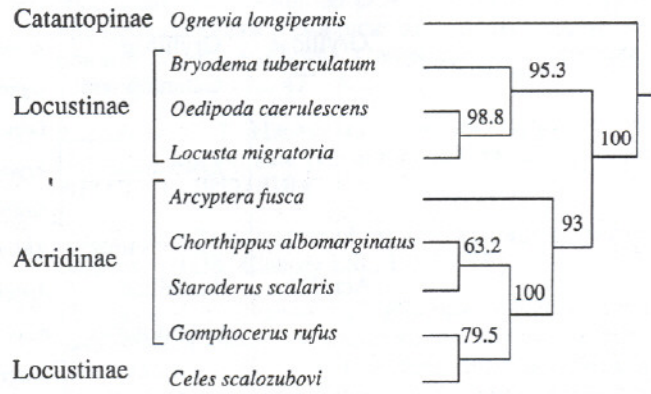 Catantopinae Ognevia longipennis
Bryodema tuberculatum 95.3
Locustinae Oedipoda caerulescens 98.8
Locusta migratoria 100
Arcyptera fusca 93
Chorthippus albomarginatus 63.2
Acridinae
Staroderus scalaris 100
Gomphocerus rufus 79.5
Locustinae Celes scalozubovi